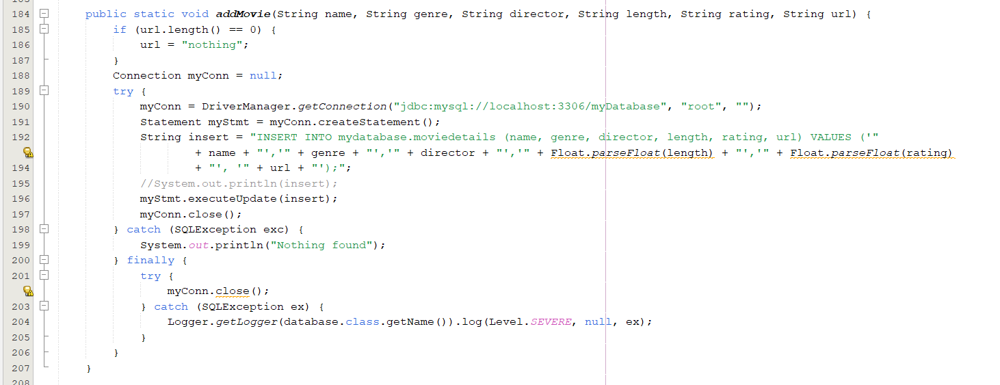 184 public static void addMovie(String name, String genre, String director, String length, String rating, String url) {
185 if (url.length() == 0) {
186 url = "nothing";
187 }
188 Connection myConn = null;
189 try {
190 myConn = DriverManager.getConnection("jdbc:mysql://localhost:3306/myDatabase", "root", "");
191 Statement myStmt = myConn.createStatement();
192 String insert = "INSERT INTO mydatabase.moviedetails (name, genre, director, length, rating, url) VALUES ('"
+ name + "','" + genre + "','" + director + "','" + Float.parseFloat(length) + "','" + Float.parseFloat(rating)
194 + "', '" + url + "');";
195 //System.out.println(insert);
196 myStmt.executeUpdate(insert);
197 myConn.close();
198 } catch (SQLException exc) {
199 System.out.println("Nothing found");
200 } finally {
201 try {
myConn.close();
203 } catch (SQLException ex) {
204 Logger.getLogger(database.class.getName()).log(Level.SEVERE, null, ex);
205 }
206 }
207 }
208